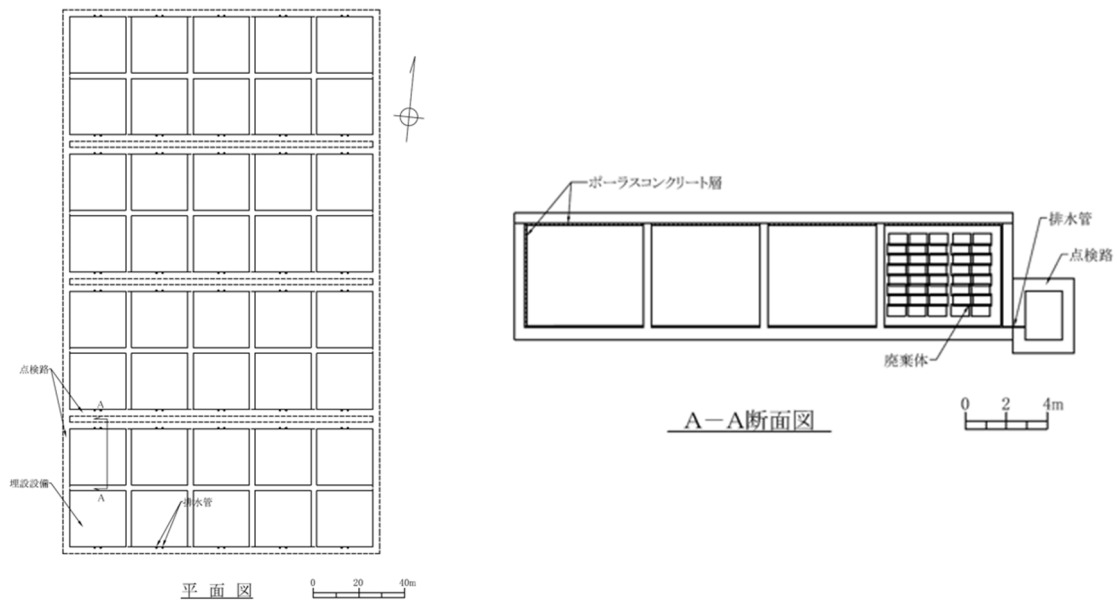 点検路
A
A
埋設設備
排水管
平面図
0 20 40m
ポーラスコンクリート層
排水管
点検路
廃棄体
A－A断面図
0 2 4m